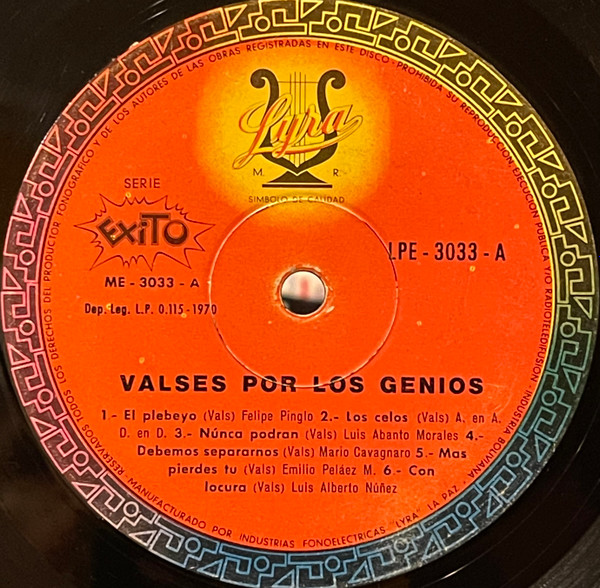 RESERVADOS TODOS LOS DERECHOS DEL PRODUCTOR FONOGRAFICO Y DE LOS AUTORES DE LAS OBRAS REGISTRADAS EN ESTE DISCO - PROHIBIDA SU REPRODUCCION, EJECUCION PUBLICA Y/O RADIOTELEDIFUSION - INDUSTRIA BOLIVIANA
Lyra
M. R.
SIMBOLO DE CALIDAD
SERIE
EXiTO
LPE - 3033 - A
ME - 3033 - A
Dep. Leg. L.P. 0.115 - 1970
VALSES POR LOS GENIOS
1.- El plebeyo (Vals) Felipe Pinglo 2.- Los celos (Vals) A. en A.
D. en D. 3.- Núnca podran (Vals) Luis Abanto Morales 4.-
Debemos separarnos (Vals) Mario Cavagnaro 5.- Mas
pierdes tu (Vals) Emilio Peláez M. 6.- Con
locura (Vals) Luis Alberto Núñez
MANUFACTURADO POR INDUSTRIAS FONOELECTRICAS "LYRA" LA PAZ -